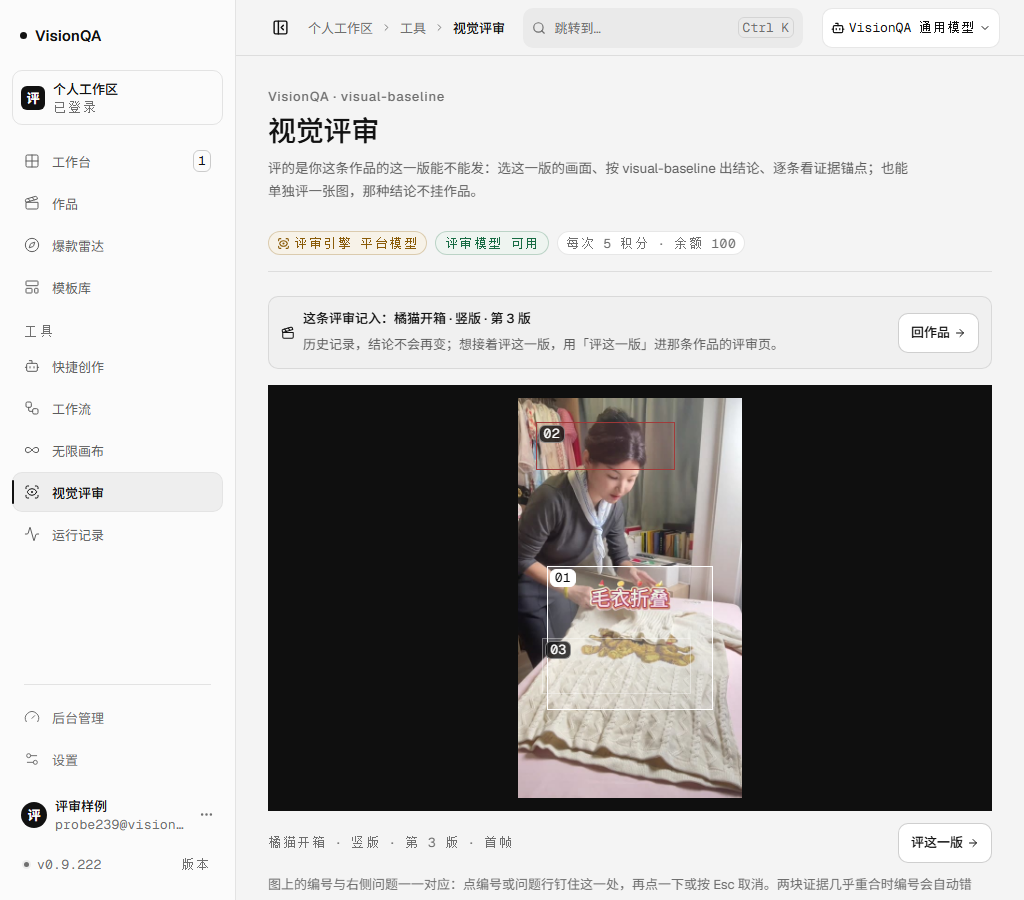 VisionQA
评
个人工作区
已登录
工作台
1
作品
爆款雷达
模板库
工具
快捷创作
工作流
无限画布
视觉评审
运行记录
后台管理
设置
评
评审样例
probe239@vision…
v0.9.222
版本
个人工作区
工具
视觉评审
跳转到…
Ctrl K
VisionQA 通用模型
VisionQA · visual-baseline
视觉评审
评的是你这条作品的这一版能不能发：选这一版的画面、按 visual-baseline 出结论、逐条看证据锚点；也能
单独评一张图，那种结论不挂作品。
评审引擎 平台模型
评审模型 可用
每次 5 积分 · 余额 100
这条评审记入：橘猫开箱 · 竖版 · 第 3 版
历史记录，结论不会再变；想接着评这一版，用「评这一版」进那条作品的评审页。
回作品
02
01
毛衣折叠
03
橘猫开箱 · 竖版 · 第 3 版 · 首帧
评这一版
图上的编号与右侧问题一一对应：点编号或问题行钉住这一处，再点一下或按 Esc 取消。两块证据几乎重合时编号会自动错